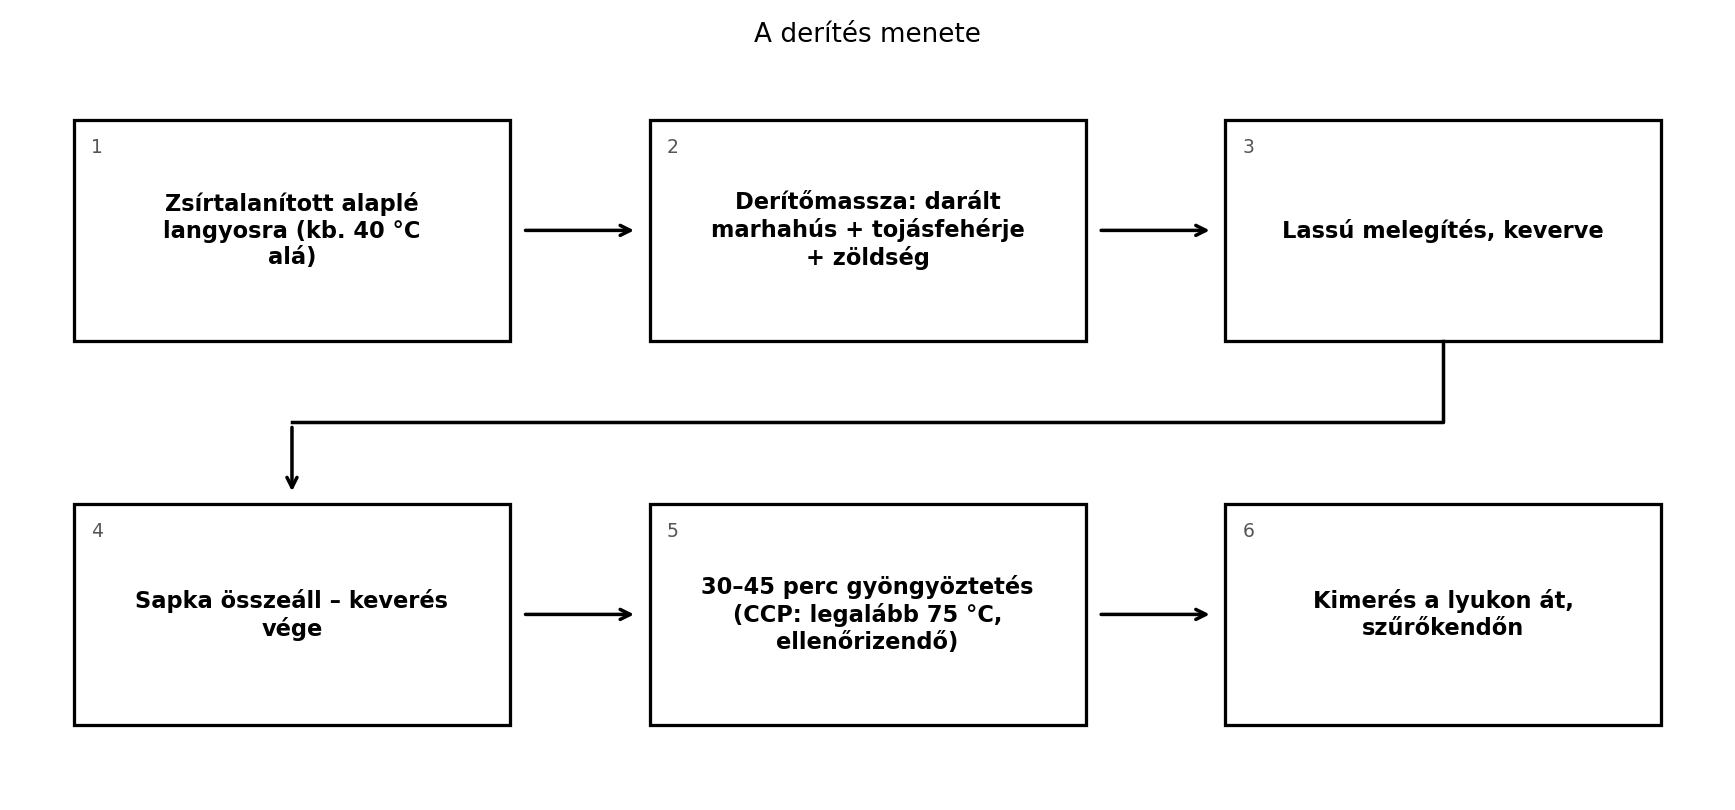 A derítés menete
1
Zsírtalanított alaplé
langyosra (kb. 40 °C
alá)
2
Derítőmassza: darált
marhahús + tojásfehérje
+ zöldség
3
Lassú melegítés, keverve
4
Sapka összeáll – keverés
vége
5
30–45 perc gyöngyöztetés
(CCP: legalább 75 °C,
ellenőrizendő)
6
Kimerés a lyukon át,
szűrőkendőn